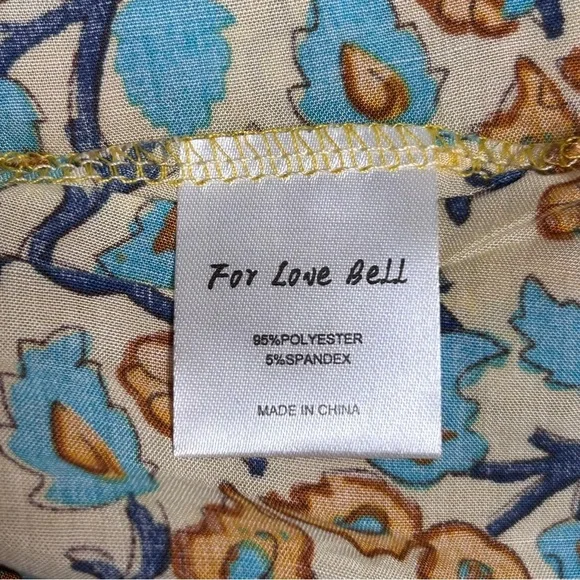 For Love Bell
95%POLYESTER
5%SPANDEX
MADE IN CHINA